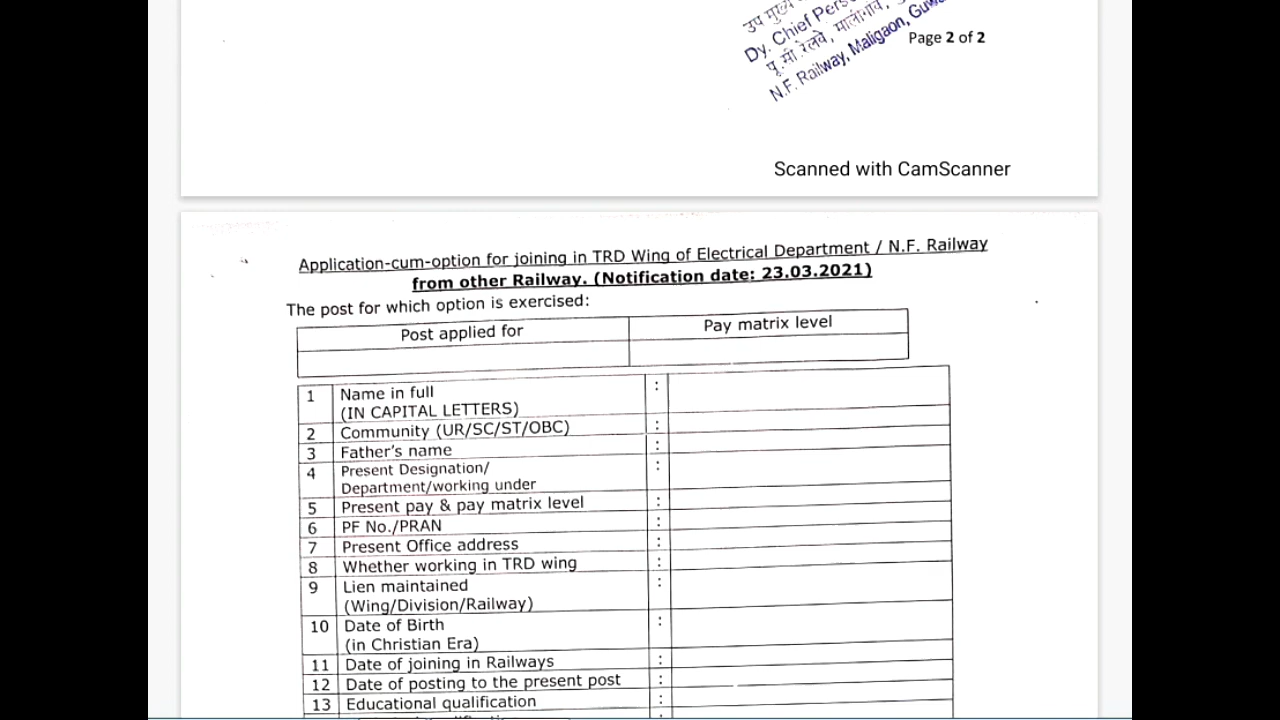 उप मुख्य
Dy. Chief Pers
पू.सी.रेलवे, मालीगांव,
N.F. Railway, Maligaon, Guw
Page 2 of 2
Scanned with CamScanner
Application-cum-option for joining in TRD Wing of Electrical Department / N.F. Railway
from other Railway. (Notification date: 23.03.2021)
The post for which option is exercised:
Post applied for Pay matrix level
1 Name in full :
(IN CAPITAL LETTERS)
2 Community (UR/SC/ST/OBC) :
3 Father's name :
4 Present Designation/ :
Department/working under
5 Present pay & pay matrix level :
6 PF No./PRAN :
7 Present Office address :
8 Whether working in TRD wing :
9 Lien maintained :
(Wing/Division/Railway)
10 Date of Birth :
(in Christian Era)
11 Date of joining in Railways :
12 Date of posting to the present post :
13 Educational qualification :